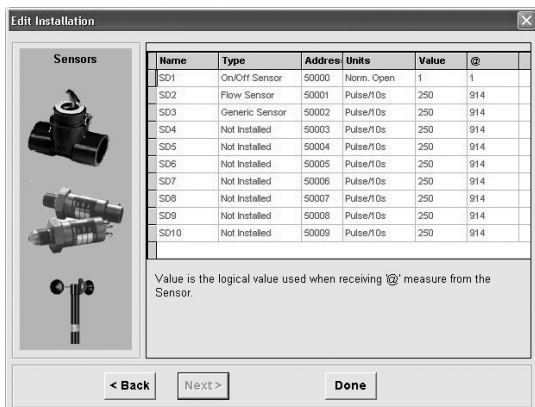 Edit Installation
Sensors
Name Type Addres: Units Value @
SD1 On/Off Sensor 50000 Norm. Open 1 1
SD2 Flow Sensor 50001 Pulse/10s 250 914
SD3 Generic Sensor 50002 Pulse/10s 250 914
SD4 Not Installed 50003 Pulse/10s 250 914
SD5 Not Installed 50004 Pulse/10s 250 914
SD6 Not Installed 50005 Pulse/10s 250 914
SD7 Not Installed 50006 Pulse/10s 250 914
SD8 Not Installed 50007 Pulse/10s 250 914
SD9 Not Installed 50008 Pulse/10s 250 914
SD10 Not Installed 50009 Pulse/10s 250 914
Value is the logical value used when receiving '@' measure from the
Sensor.
< Back Next > Done